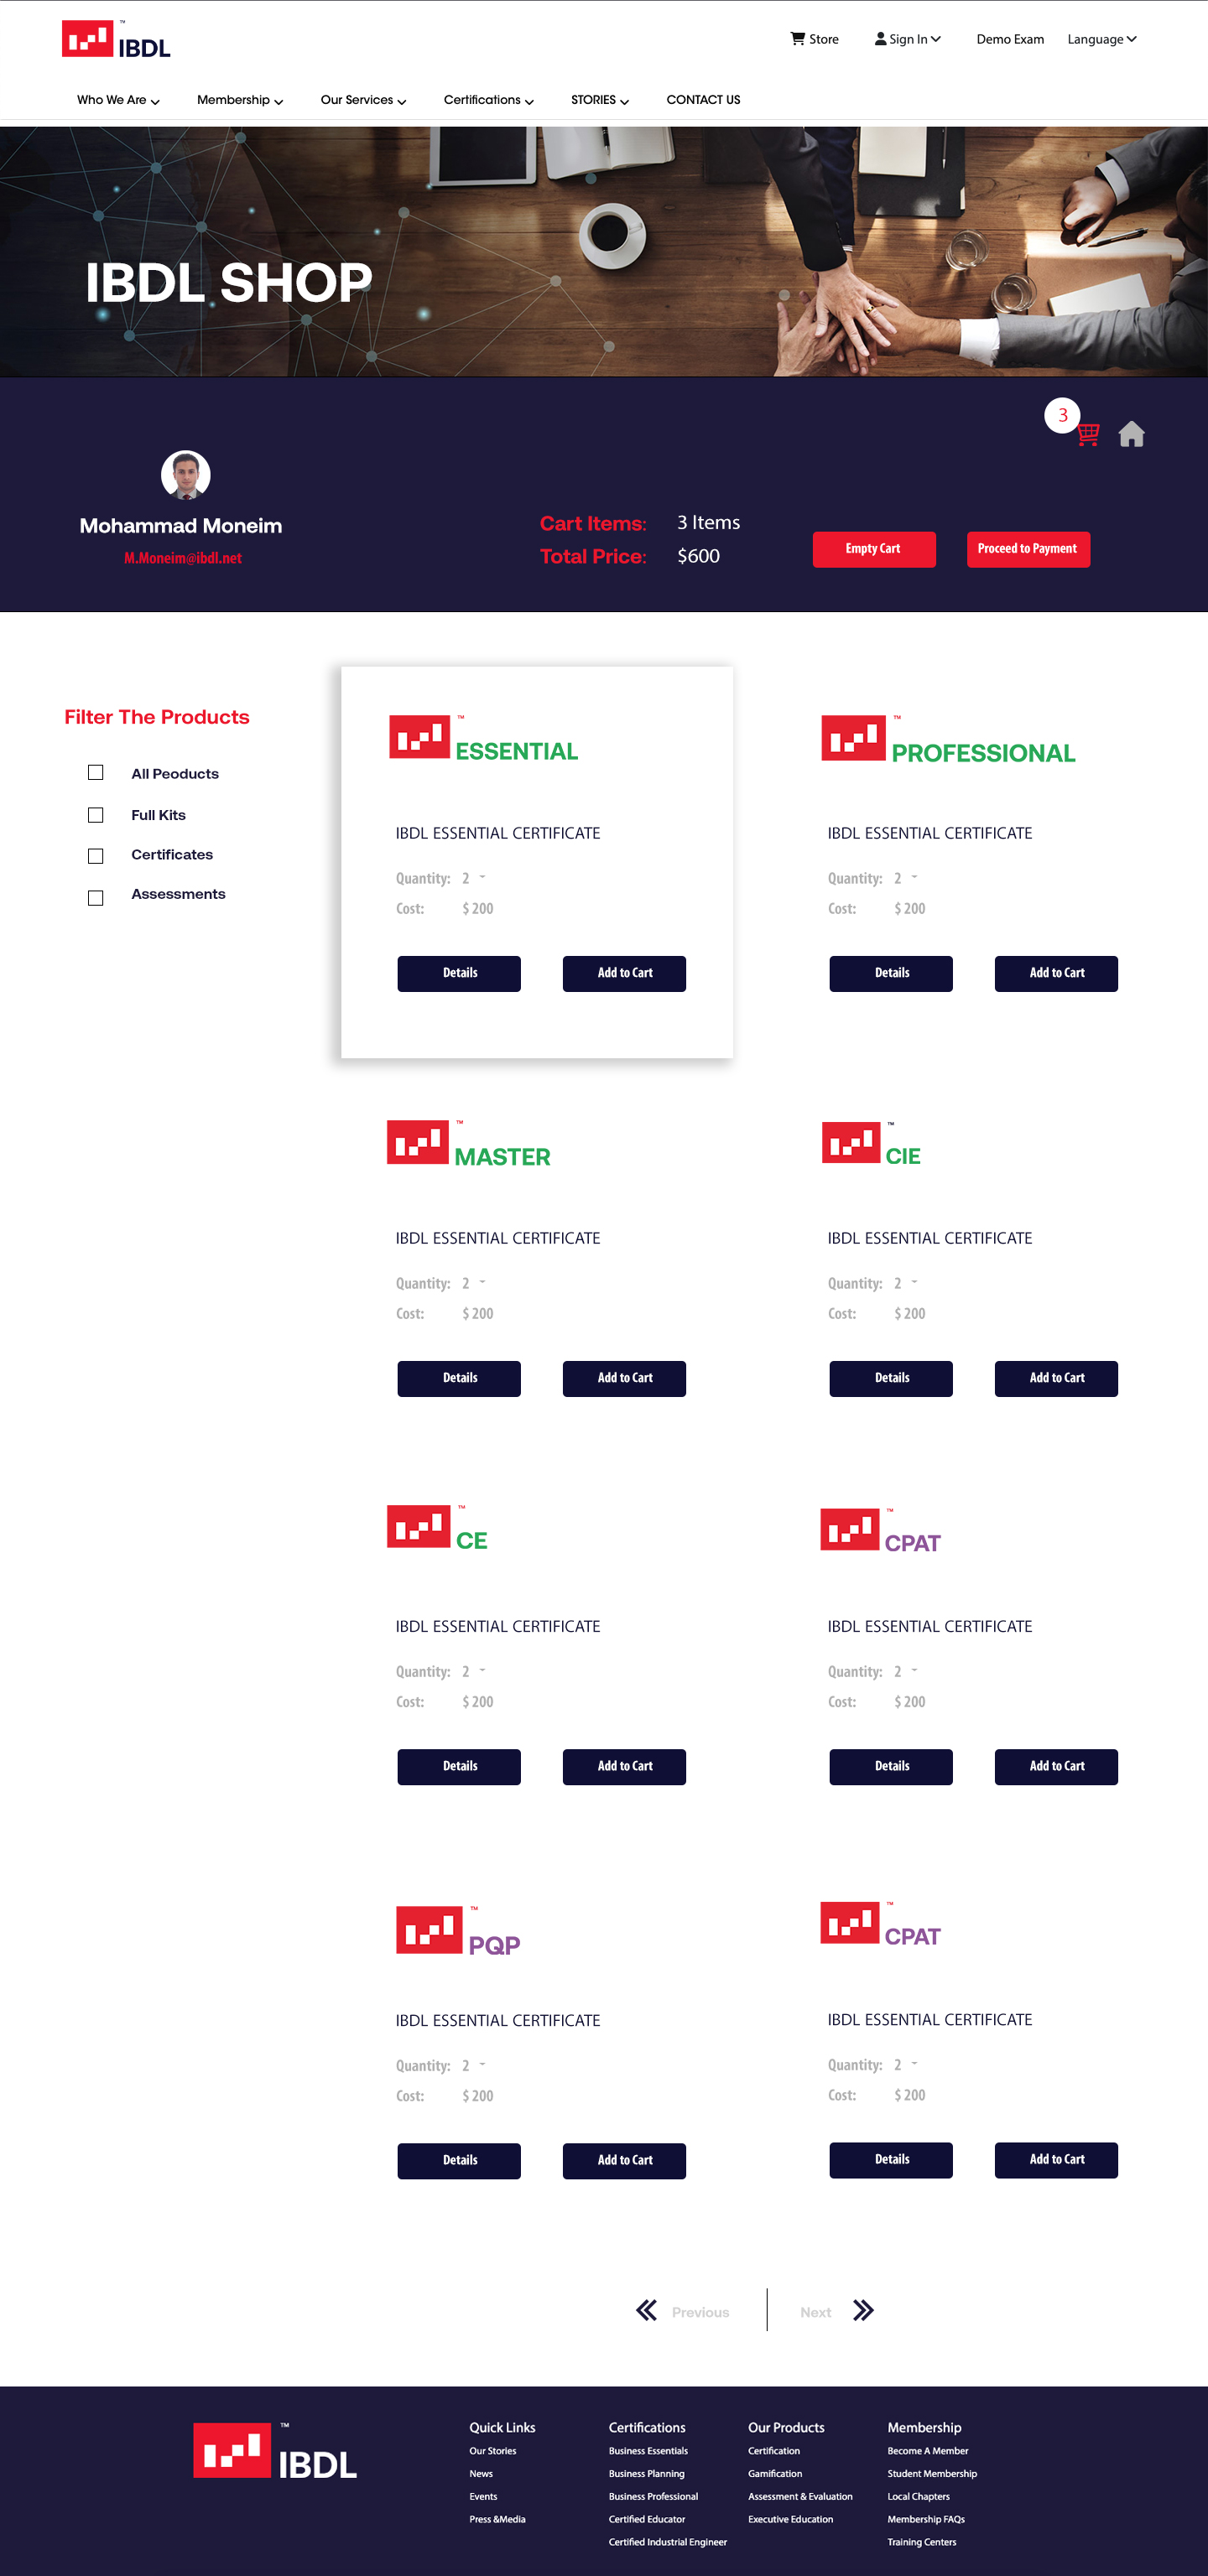 ™
IBDL
Store
Sign In
Demo Exam
Language
Who We Are
Membership
Our Services
Certifications
STORIES
CONTACT US
IBDL SHOP
3
Mohammad Moneim
M.Moneim@ibdl.net
Cart Items: 3 Items
Total Price: $600
Empty Cart
Proceed to Payment
Filter The Products
All Peoducts
Full Kits
Certificates
Assessments
™
ESSENTIAL
IBDL ESSENTIAL CERTIFICATE
Quantity: 2
Cost: $ 200
Details Add to Cart
™
PROFESSIONAL
IBDL ESSENTIAL CERTIFICATE
Quantity: 2
Cost: $ 200
Details Add to Cart
™
MASTER
IBDL ESSENTIAL CERTIFICATE
Quantity: 2
Cost: $ 200
Details Add to Cart
™
CIE
IBDL ESSENTIAL CERTIFICATE
Quantity: 2
Cost: $ 200
Details Add to Cart
™
CE
IBDL ESSENTIAL CERTIFICATE
Quantity: 2
Cost: $ 200
Details Add to Cart
™
CPAT
IBDL ESSENTIAL CERTIFICATE
Quantity: 2
Cost: $ 200
Details Add to Cart
™
PQP
IBDL ESSENTIAL CERTIFICATE
Quantity: 2
Cost: $ 200
Details Add to Cart
™
CPAT
IBDL ESSENTIAL CERTIFICATE
Quantity: 2
Cost: $ 200
Details Add to Cart
Previous
Next
™
IBDL
Quick Links
Our Stories
News
Events
Press &Media
Certifications
Business Essentials
Business Planning
Business Professional
Certified Educator
Certified Industrial Engineer
Our Products
Certification
Gamification
Assessment & Evaluation
Executive Education
Membership
Become A Member
Student Membership
Local Chapters
Membership FAQs
Training Centers